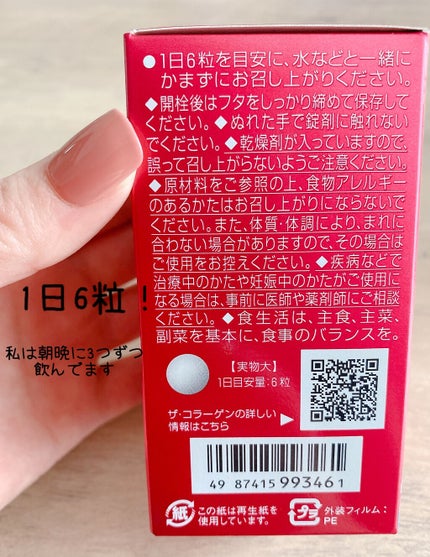 ●1日6粒を目安に、水などと一緒に
かまずにお召し上がりください。
◆開栓後はフタをしっかり締めて保存して
ください。◆ぬれた手で錠剤に触れない
でください。◆乾燥剤が入っていますので、
誤って召し上がらないようご注意ください。
◆原材料をご参照の上、食物アレルギー
のあるかたはお召し上がりにならないで
ください。また、体質・体調により、まれに
合わない場合がありますので、その場合は
ご使用をお控えください。◆疾病などで
治療中のかたや妊娠中のかたがご使用に
なる場合は、事前に医師や薬剤師にご相談
ください。◆食生活は、主食、主菜、
副菜を基本に、食事のバランスを。
1日6粒!
私は朝晩に3つずつ
飲んでます
【実物大】
1日目安量:6粒
ザ・コラーゲンの詳しい
情報はこちら
49 87415 993461
紙
この紙は再生紙を
使用しています。
プラ
外装フィルム:
PE